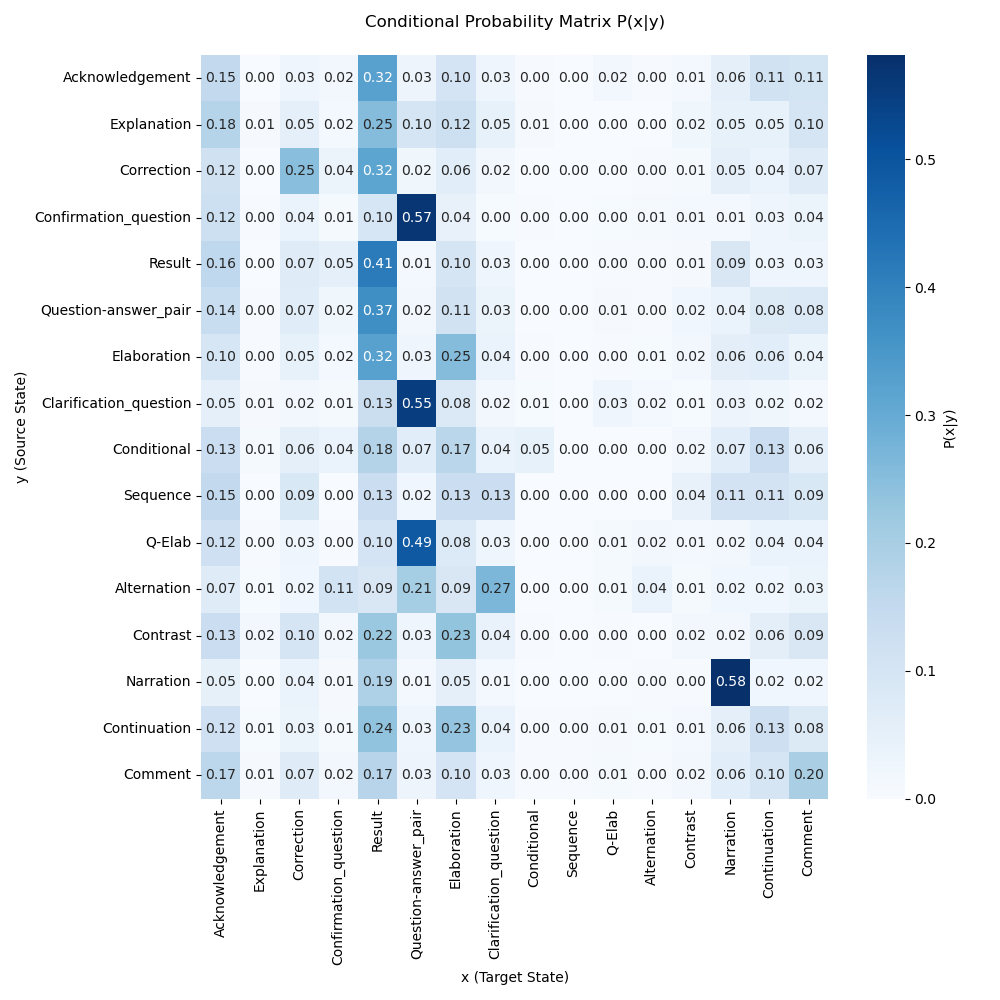 Conditional Probability Matrix P(x|y)
y (Source State)
Acknowledgement 0.15 0.00 0.03 0.02 0.32 0.03 0.10 0.03 0.00 0.00 0.02 0.00 0.01 0.06 0.11 0.11
Explanation 0.18 0.01 0.05 0.02 0.25 0.10 0.12 0.05 0.01 0.00 0.00 0.00 0.02 0.05 0.05 0.10
Correction 0.12 0.00 0.25 0.04 0.32 0.02 0.06 0.02 0.00 0.00 0.00 0.00 0.01 0.05 0.04 0.07
Confirmation_question 0.12 0.00 0.04 0.01 0.10 0.57 0.04 0.00 0.00 0.00 0.00 0.01 0.01 0.01 0.03 0.04
Result 0.16 0.00 0.07 0.05 0.41 0.01 0.10 0.03 0.00 0.00 0.00 0.00 0.01 0.09 0.03 0.03
Question-answer_pair 0.14 0.00 0.07 0.02 0.37 0.02 0.11 0.03 0.00 0.00 0.01 0.00 0.02 0.04 0.08 0.08
Elaboration 0.10 0.00 0.05 0.02 0.32 0.03 0.25 0.04 0.00 0.00 0.00 0.01 0.02 0.06 0.06 0.04
Clarification_question 0.05 0.01 0.02 0.01 0.13 0.55 0.08 0.02 0.01 0.00 0.03 0.02 0.01 0.03 0.02 0.02
Conditional 0.13 0.01 0.06 0.04 0.18 0.07 0.17 0.04 0.05 0.00 0.00 0.00 0.02 0.07 0.13 0.06
Sequence 0.15 0.00 0.09 0.00 0.13 0.02 0.13 0.13 0.00 0.00 0.00 0.00 0.04 0.11 0.11 0.09
Q-Elab 0.12 0.00 0.03 0.00 0.10 0.49 0.08 0.03 0.00 0.00 0.01 0.02 0.01 0.02 0.04 0.04
Alternation 0.07 0.01 0.02 0.11 0.09 0.21 0.09 0.27 0.00 0.00 0.01 0.04 0.01 0.02 0.02 0.03
Contrast 0.13 0.02 0.10 0.02 0.22 0.03 0.23 0.04 0.00 0.00 0.00 0.00 0.02 0.02 0.06 0.09
Narration 0.05 0.00 0.04 0.01 0.19 0.01 0.05 0.01 0.00 0.00 0.00 0.00 0.00 0.58 0.02 0.02
Continuation 0.12 0.01 0.03 0.01 0.24 0.03 0.23 0.04 0.00 0.00 0.01 0.01 0.01 0.06 0.13 0.08
Comment 0.17 0.01 0.07 0.02 0.17 0.03 0.10 0.03 0.00 0.00 0.01 0.00 0.02 0.06 0.10 0.20
Acknowledgement
Explanation
Correction
Confirmation_question
Result
Question-answer_pair
Elaboration
Clarification_question
Conditional
Sequence
Q-Elab
Alternation
Contrast
Narration
Continuation
Comment
x (Target State)
0.5
0.4
0.3
0.2
0.1
0.0
P(x|y)